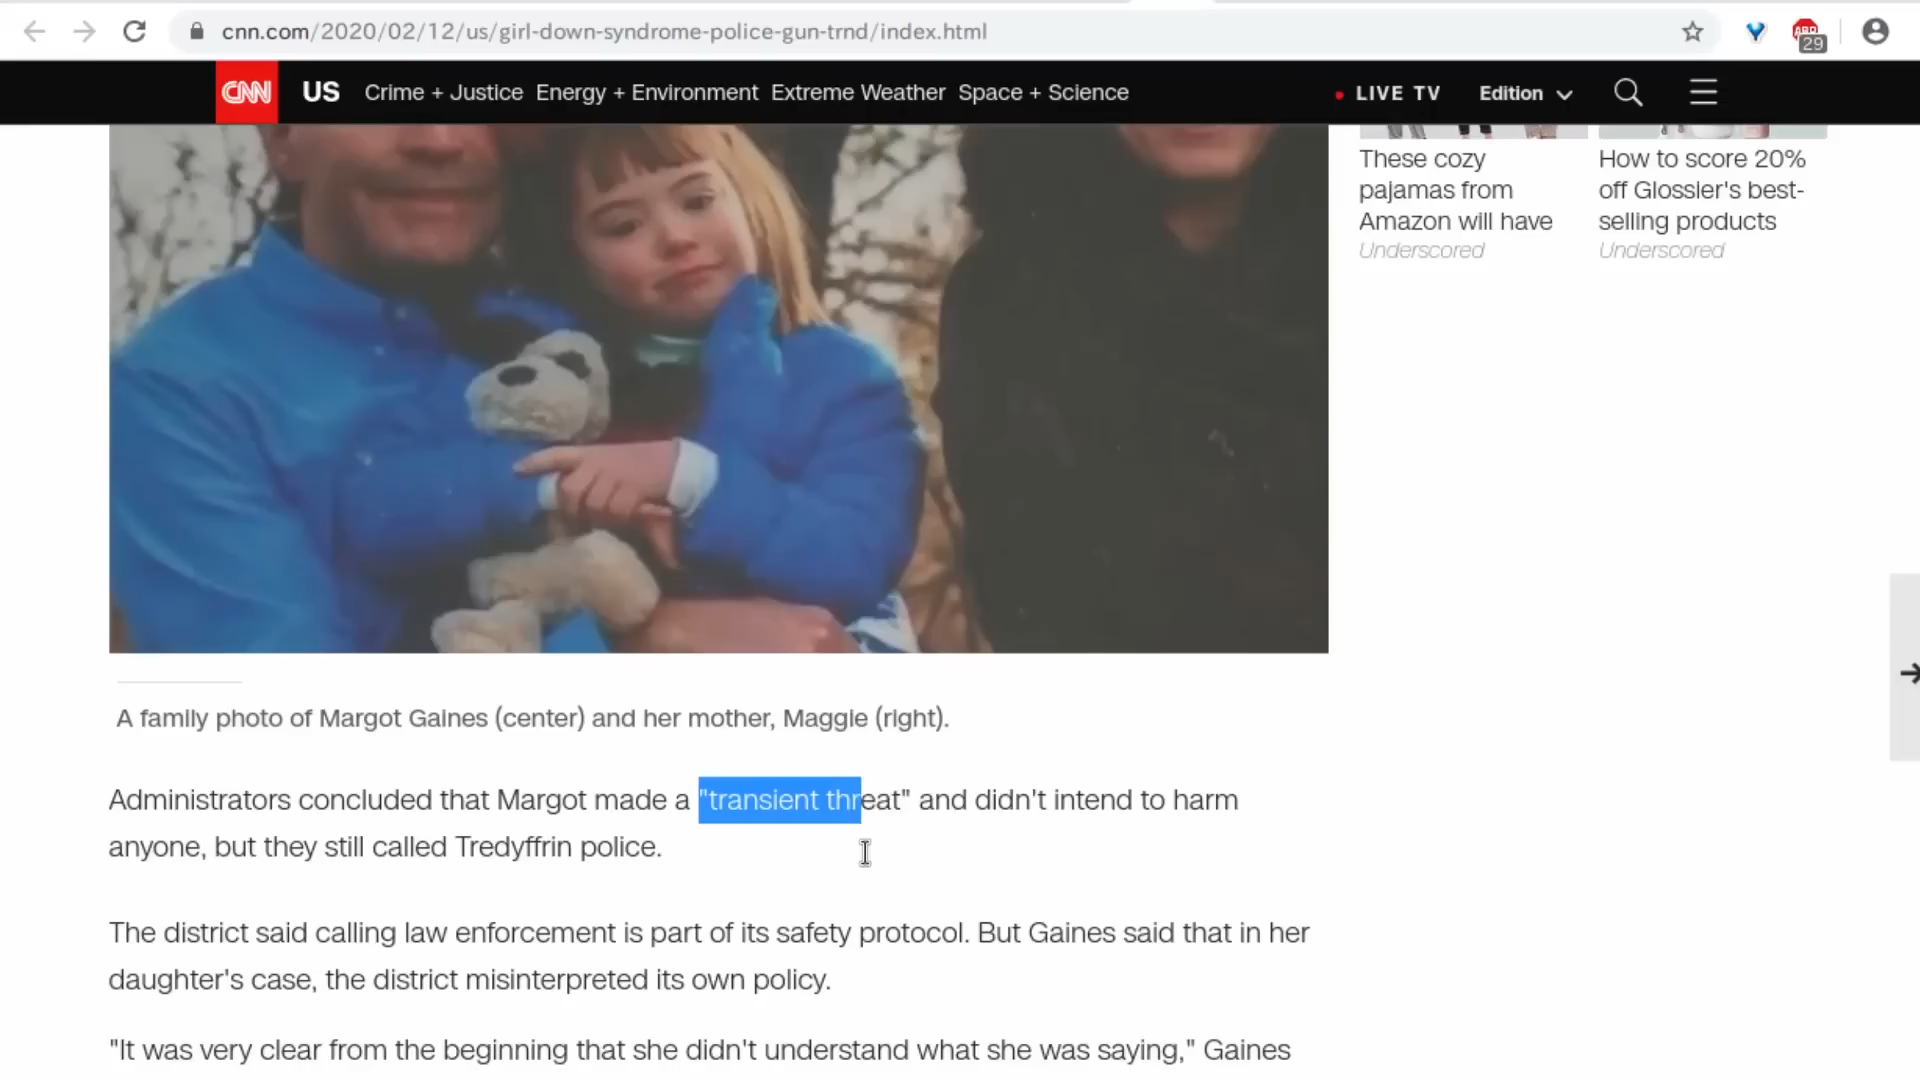 cnn.com/2020/02/12/us/girl-down-syndrome-police-gun-trnd/index.html
ABP
29
CNN US Crime + Justice Energy + Environment Extreme Weather Space + Science LIVE TV Edition
These cozy
pajamas from
Amazon will have
Underscored
How to score 20%
off Glossier's best-
selling products
Underscored
A family photo of Margot Gaines (center) and her mother, Maggie (right).
Administrators concluded that Margot made a "transient threat" and didn't intend to harm
anyone, but they still called Tredyffrin police.
The district said calling law enforcement is part of its safety protocol. But Gaines said that in her
daughter's case, the district misinterpreted its own policy.
"It was very clear from the beginning that she didn't understand what she was saying," Gaines